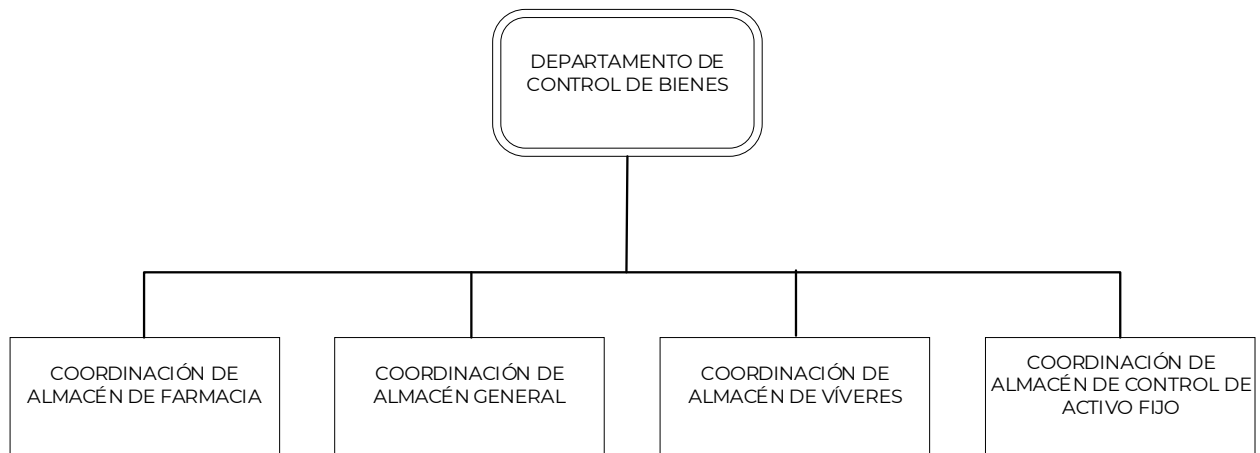 DEPARTAMENTO DE
CONTROL DE BIENES
COORDINACIÓN DE
ALMACÉN DE FARMACIA
COORDINACIÓN DE
ALMACÉN GENERAL
COORDINACIÓN DE
ALMACÉN DE VÍVERES
COORDINACIÓN DE
ALMACÉN DE CONTROL DE
ACTIVO FIJO